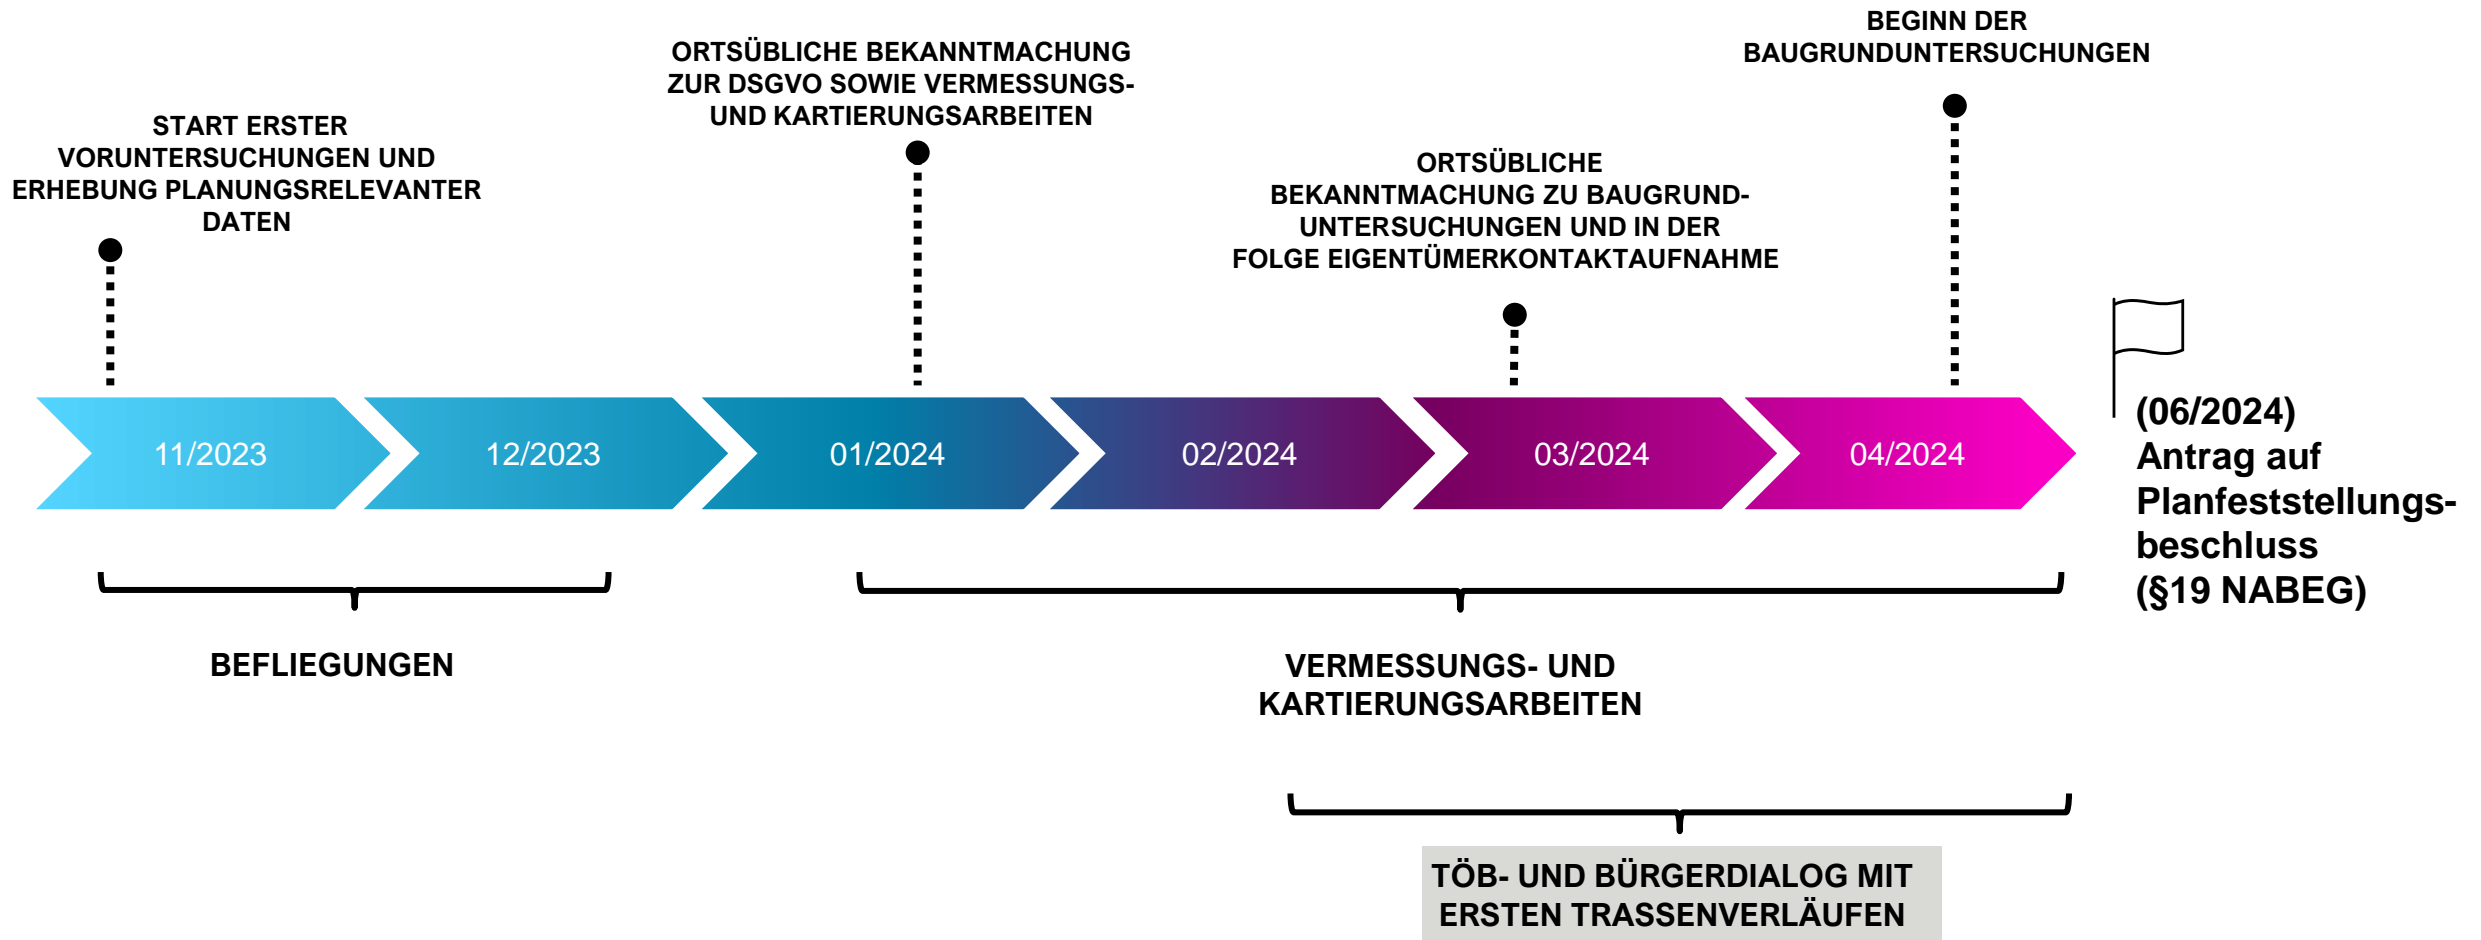 START ERSTER
VORUNTERSUCHUNGEN UND
ERHEBUNG PLANUNGSRELEVANTER
DATEN
ORTSÜBLICHE BEKANNTMACHUNG
ZUR DSGVO SOWIE VERMESSUNGS-
UND KARTIERUNGSARBEITEN
ORTSÜBLICHE
BEKANNTMACHUNG ZU BAUGRUND-
UNTERSUCHUNGEN UND IN DER
FOLGE EIGENTÜMERKONTAKTAUFNAHME
BEGINN DER
BAUGRUNDUNTERSUCHUNGEN
11/2023
12/2023
01/2024
02/2024
03/2024
04/2024
(06/2024)
Antrag auf
Planfeststellungs-
beschluss
(§19 NABEG)
BEFLIEGUNGEN
VERMESSUNGS- UND
KARTIERUNGSARBEITEN
TÖB- UND BÜRGERDIALOG MIT
ERSTEN TRASSENVERLÄUFEN